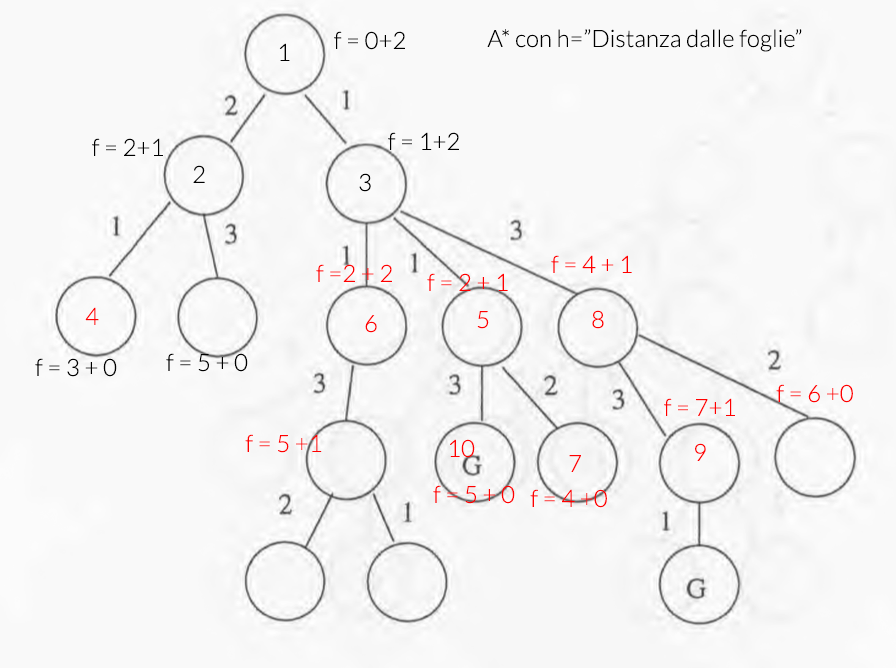 1
f = 0+2
A* con h=”Distanza dalle foglie”
2
1
f = 2+1
f = 1+2
2
3
1
3
1
1
3
f =2 + 2
f = 2 + 1
f = 4 + 1
4
6
5
8
f = 3 + 0
f = 5 + 0
3
3
2
3
2
f = 6 +0
f = 7+1
f = 5 +1
10
G
7
9
f = 5 + 0
f = 4 +0
2
1
1
G